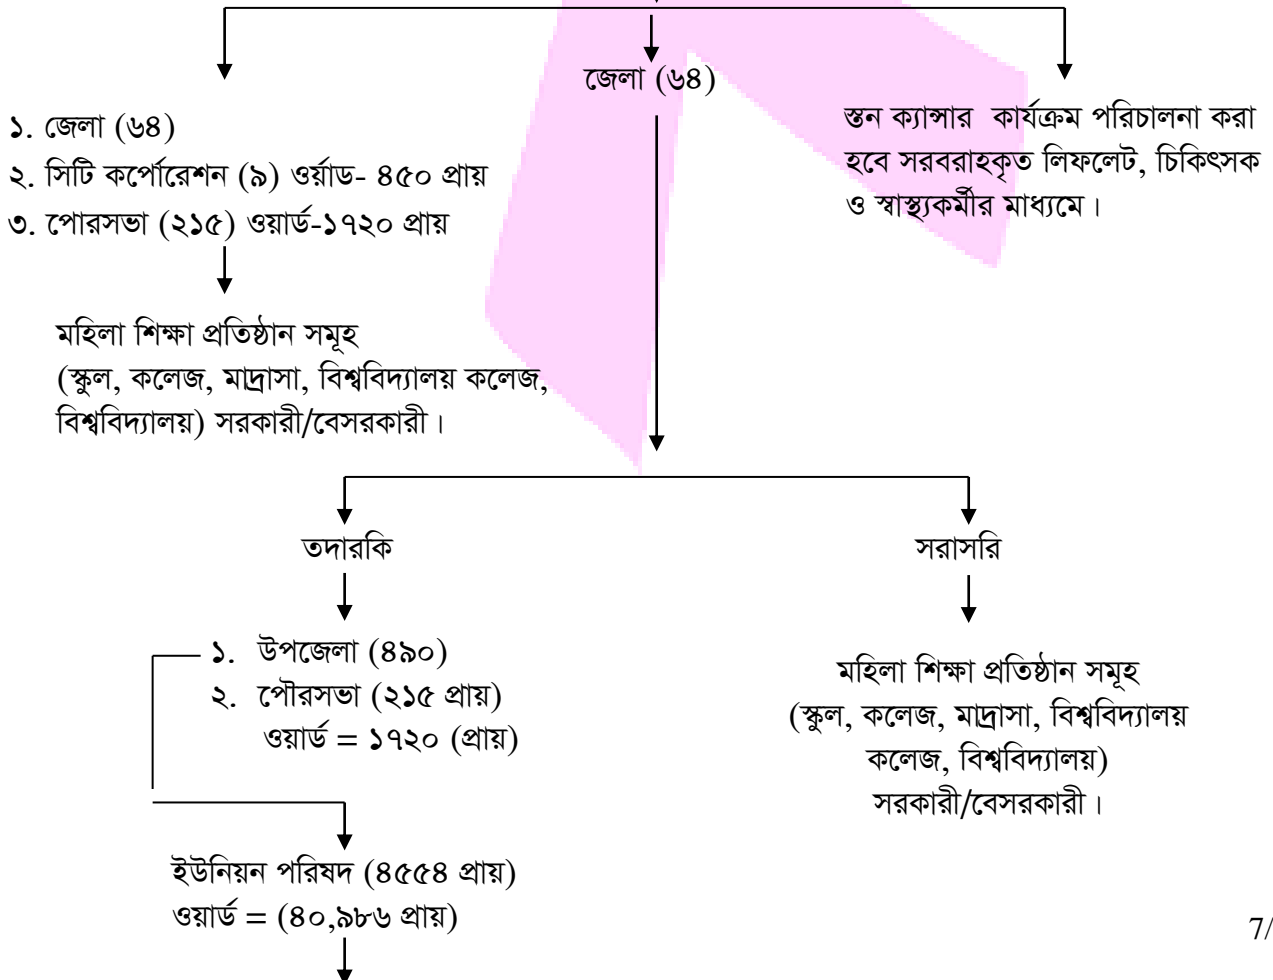 জেলা (৬৪)
১. জেলা (৬৪)
২. সিটি কর্পোরেশন (৯) ওর্য়াড- ৪৫০ প্রায়
৩. পোরসভা (২১৫) ওয়ার্ড-১৭২০ প্রায়
স্তন ক্যান্সার কার্যক্রম পরিচালনা করা
হবে সরবরাহকৃত লিফলেট, চিকিৎসক
ও স্বাস্থ্যকর্মীর মাধ্যমে।
মহিলা শিক্ষা প্রতিষ্ঠান সমূহ
(স্কুল, কলেজ, মাদ্রাসা, বিশ্ববিদ্যালয় কলেজ,
বিশ্ববিদ্যালয়) সরকারী/বেসরকারী।
তদারকি
সরাসরি
১. উপজেলা (৪৯০)
২. পৌরসভা (২১৫ প্রায়)
ওয়ার্ড = ১৭২০ (প্রায়)
মহিলা শিক্ষা প্রতিষ্ঠান সমূহ
(স্কুল, কলেজ, মাদ্রাসা, বিশ্ববিদ্যালয়
কলেজ, বিশ্ববিদ্যালয়)
সরকারী/বেসরকারী।
ইউনিয়ন পরিষদ (৪৫৫৪ প্রায়)
ওয়ার্ড = (৪০,৯৮৬ প্রায়)
7/